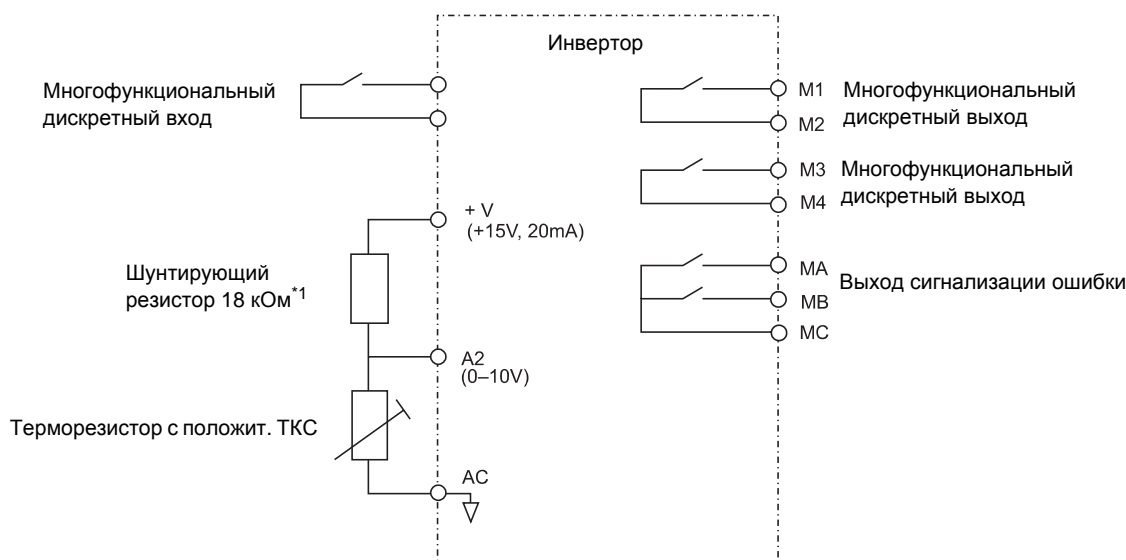 Инвертор
Многофункциональный
дискретный вход
M1
Многофункциональный
дискретный выход
M2
M3
Многофункциональный
дискретный выход
M4
+ V
(+15V, 20mA)
Шунтирующий
резистор 18 кОм*1
MA
Выход сигнализации ошибки
MB
MC
A2
(0–10V)
Терморезистор с положит. ТКС
AC